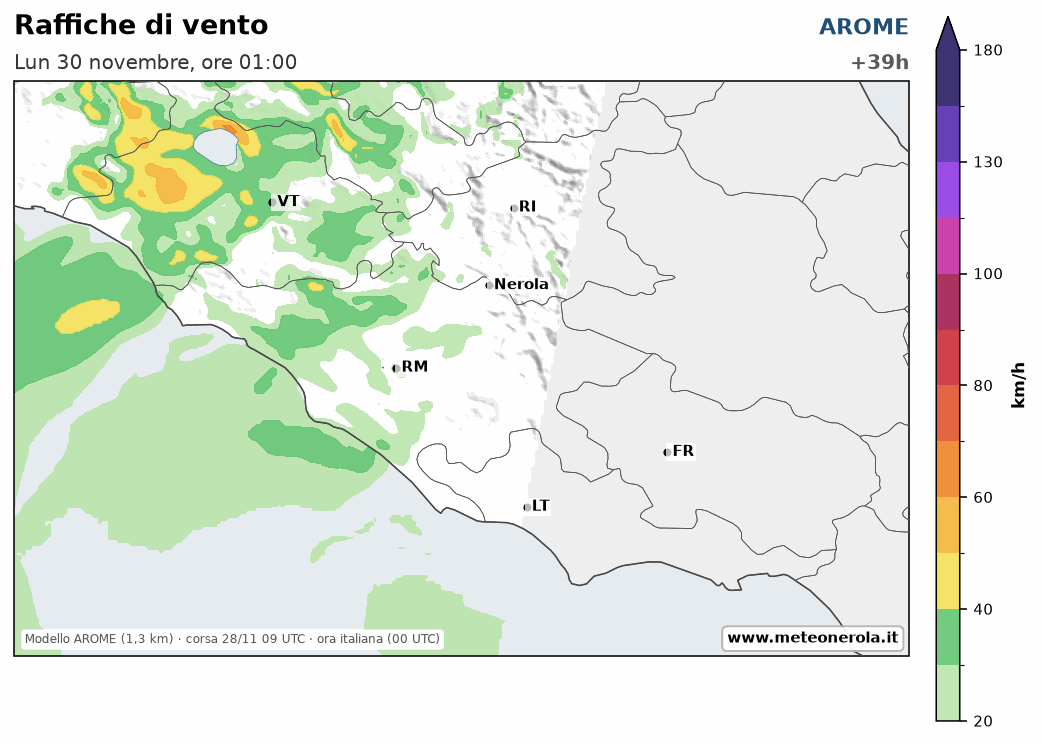 Raffiche di vento
AROME
Lun 30 novembre, ore 01:00
+39h
VT
RI
Nerola
RM
FR
LT
Modello AROME (1,3 km) · corsa 28/11 09 UTC · ora italiana (00 UTC)
www.meteonerola.it
180
130
100
80
60
40
20
km/h